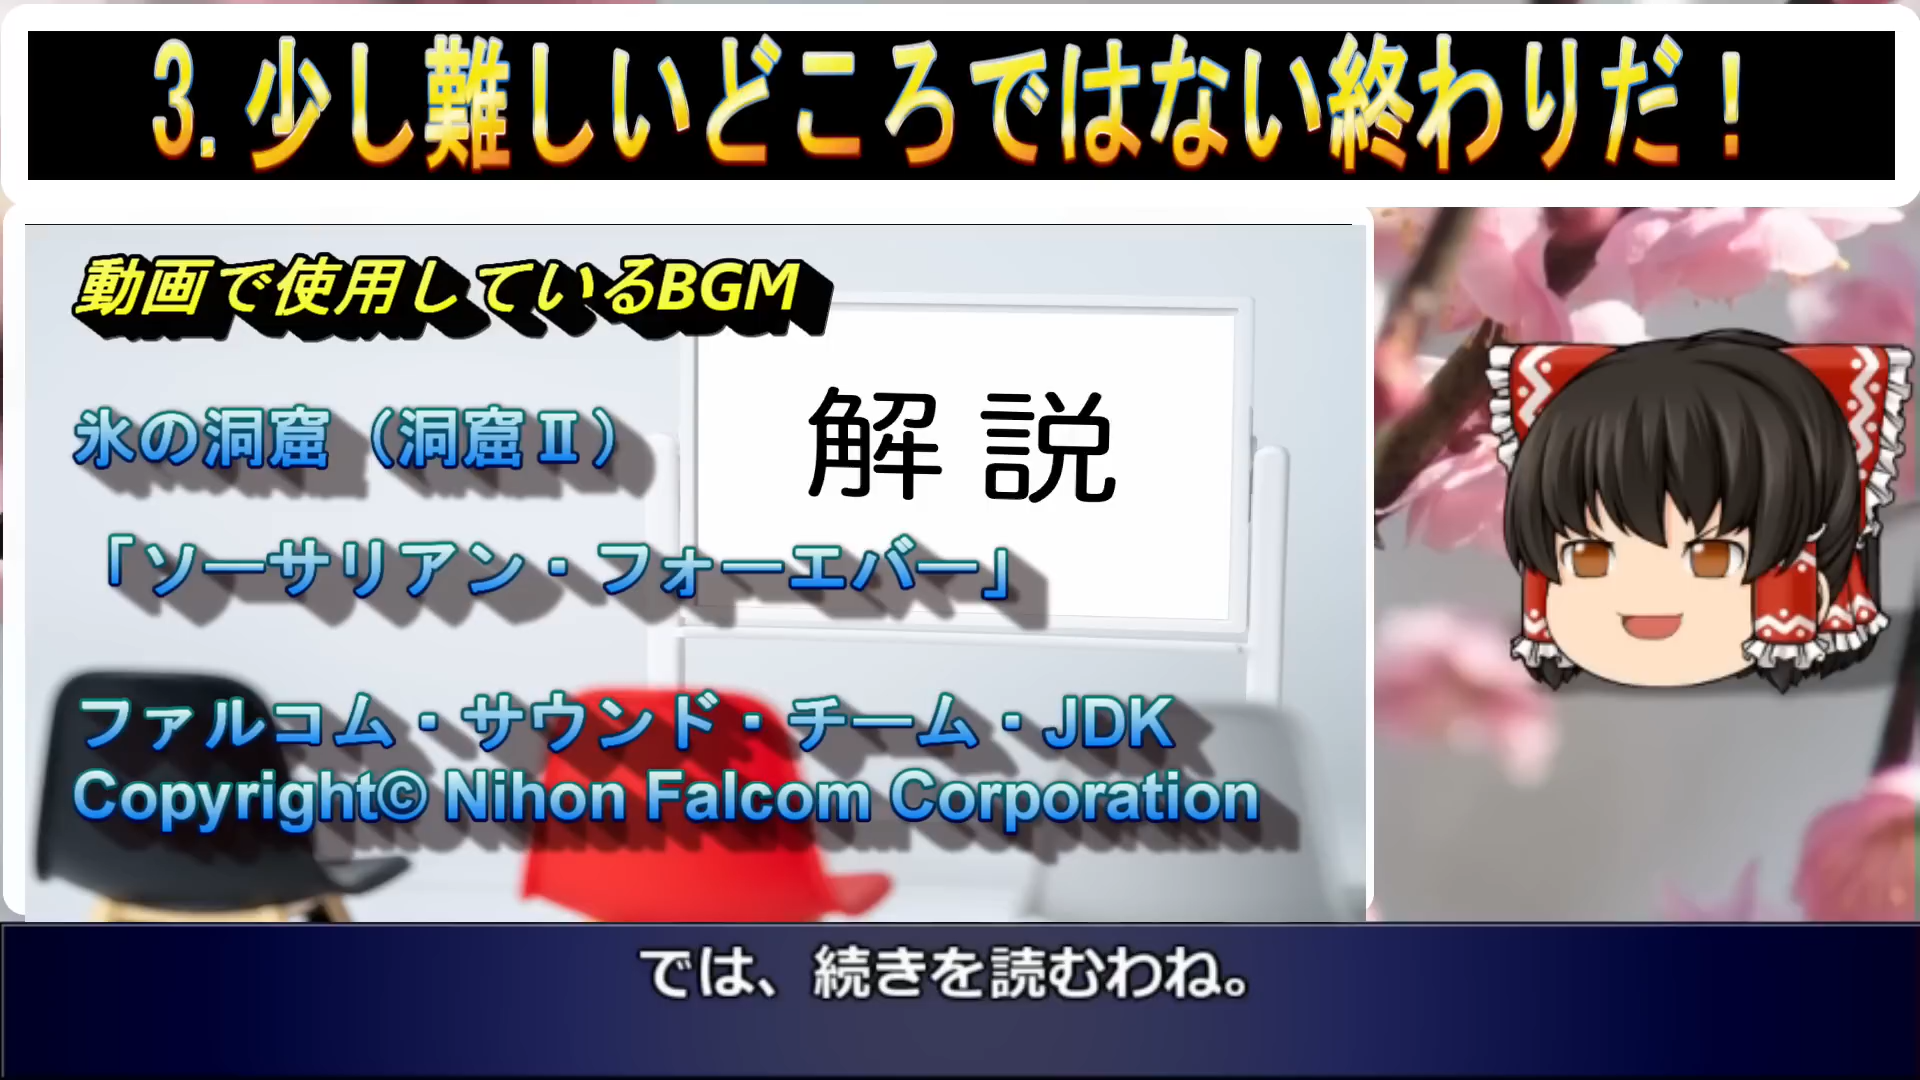 3.少し難しいどころではない終わりだ！
動画で使用しているBGM
氷の洞窟（洞窟Ⅱ）
解説
「ソーサリアン・フォーエバー」
ファルコム・サウンド・チーム・JDK
Copyright© Nihon Falcom Corporation
では、続きを読むわね。